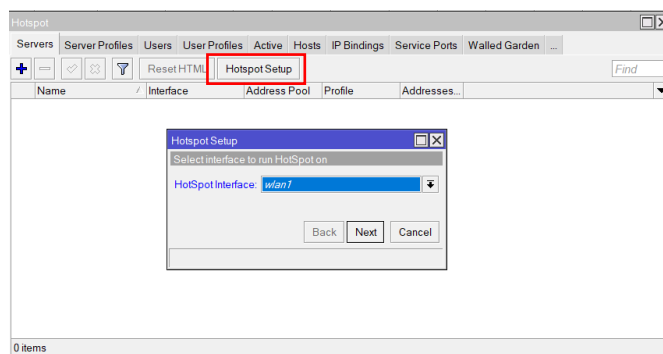 Hotspot
Servers Server Profiles Users User Profiles Active Hosts IP Bindings Service Ports Walled Garden ...
Reset HTML Hotspot Setup Find
Name Interface Address Pool Profile Addresses...
Hotspot Setup
Select interface to run HotSpot on
HotSpot Interface: wlan1
Back Next Cancel
0 items